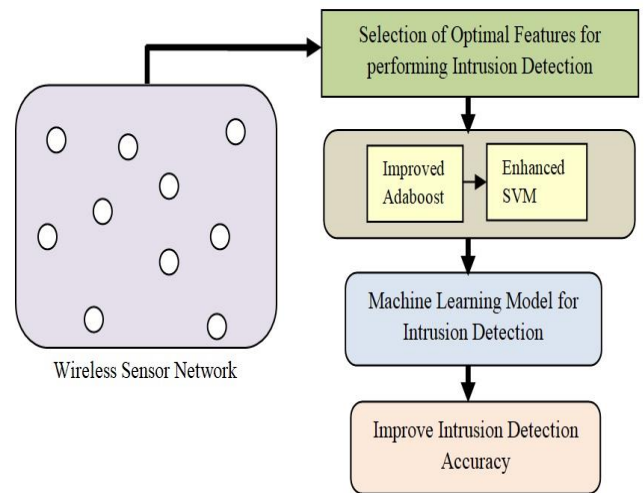 Selection of Optimal Features for
performing Intrusion Detection
Improved
Adaboost
Enhanced
SVM
Machine Learning Model for
Intrusion Detection
Wireless Sensor Network
Improve Intrusion Detection
Accuracy